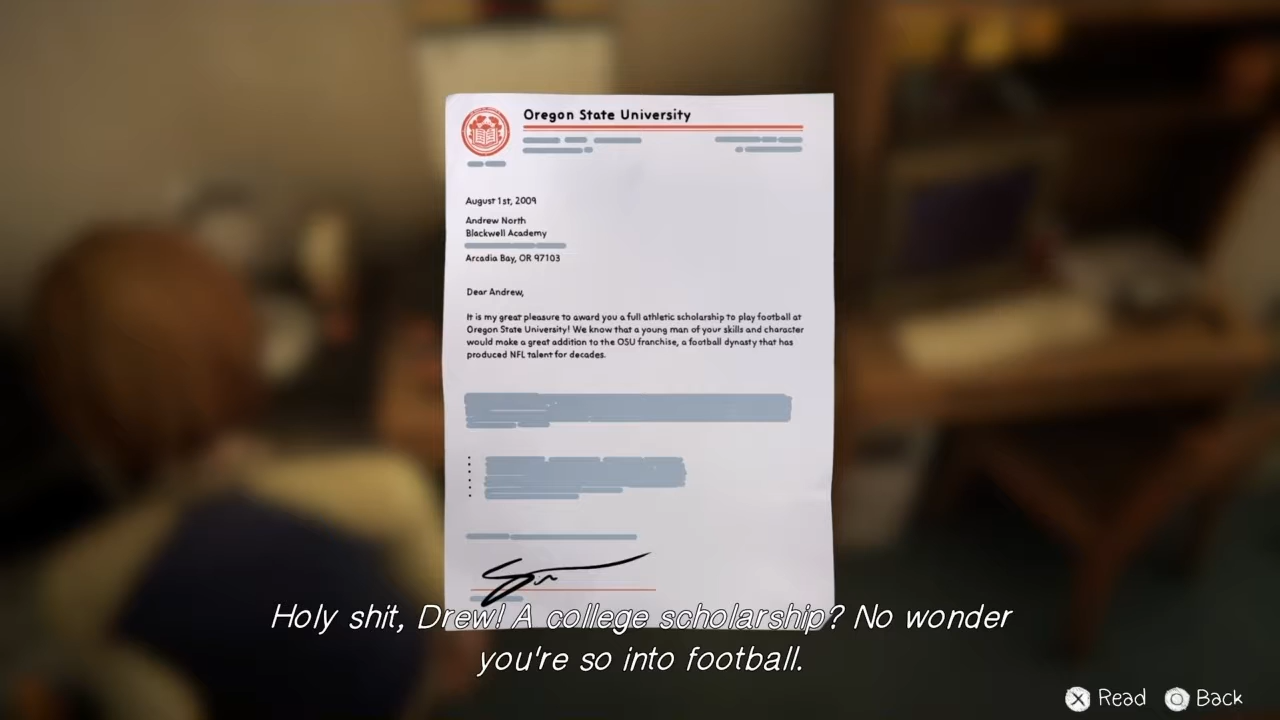 Oregon State University
August 1st, 2009
Andrew North
Blackwell Academy
Arcadia Bay, OR 97103
Dear Andrew,
It is my great pleasure to award you a full athletic scholarship to play football at
Oregon State University! We know that a young man of your skills and character
would make a great addition to the OSU franchise, a football dynasty that has
produced NFL talent for decades.
Holy shit, Drew! A college scholarship? No wonder
you're so into football.
Read Back